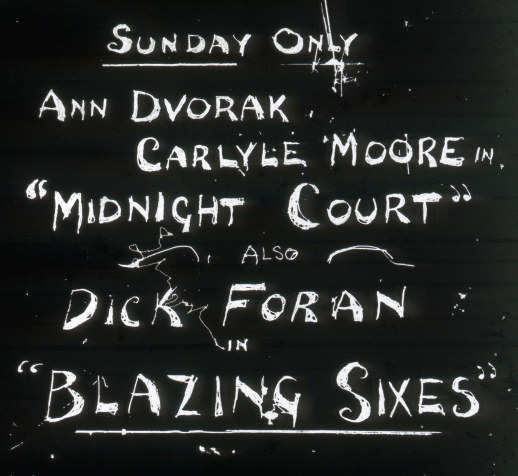 SUNDAY ONLY
ANN DVORAK
CARLYLE MOORE IN
"MIDNIGHT COURT"
ALSO
DICK FORAN
IN
"BLAZING SIXES"